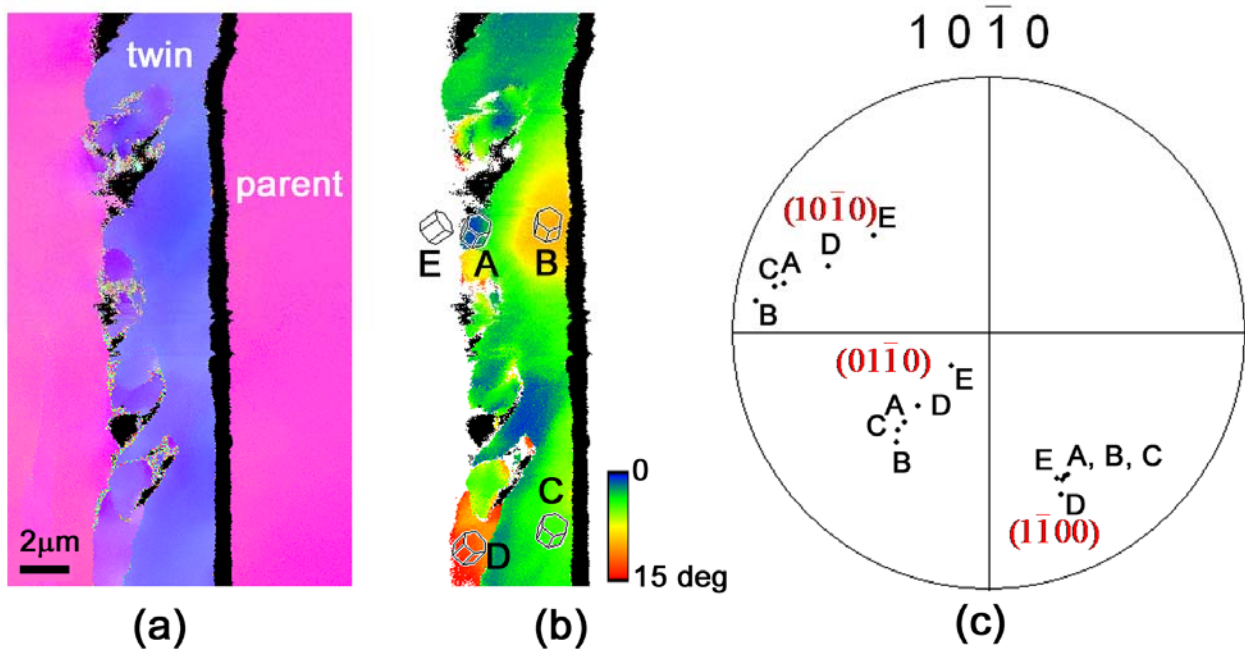 twin
parent
2μm
(a)
E
A
B
C
D
0
15 deg
(b)
1 0 1̅ 0
(101̅0)
E
D
C A
B
(011̅0)
E
A
D
C
B
E A, B, C
D
(11̅00)
(c)